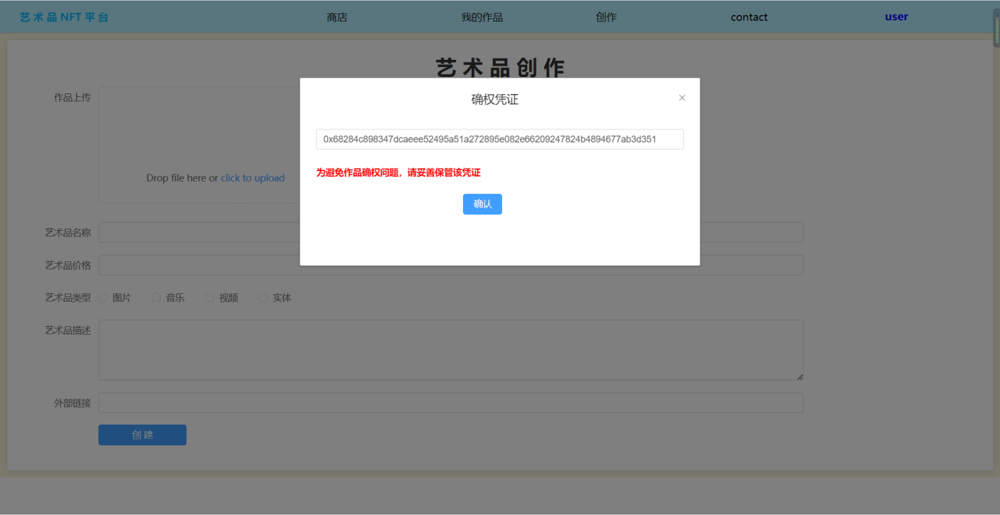 艺术品NFT平台 商店 我的作品 创作 contact user
艺术品创作
确权凭证
作品上传
0x68284c898347dcaeee52495a51a272895e082e66209247824b4894677ab3d351
为避免作品确权问题，请妥善保管该凭证
Drop file here or click to upload
确认
艺术品名称
艺术品价格
艺术品类型 图片 音乐 视频 实体
艺术品描述
外部链接
创建